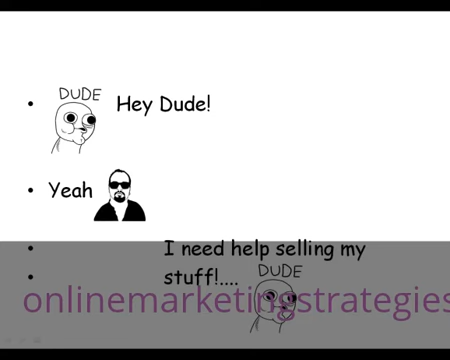 DUDE
Hey Dude!
Yeah
I need help selling my
stuff!....
DUDE
onlinemarketingstrategies